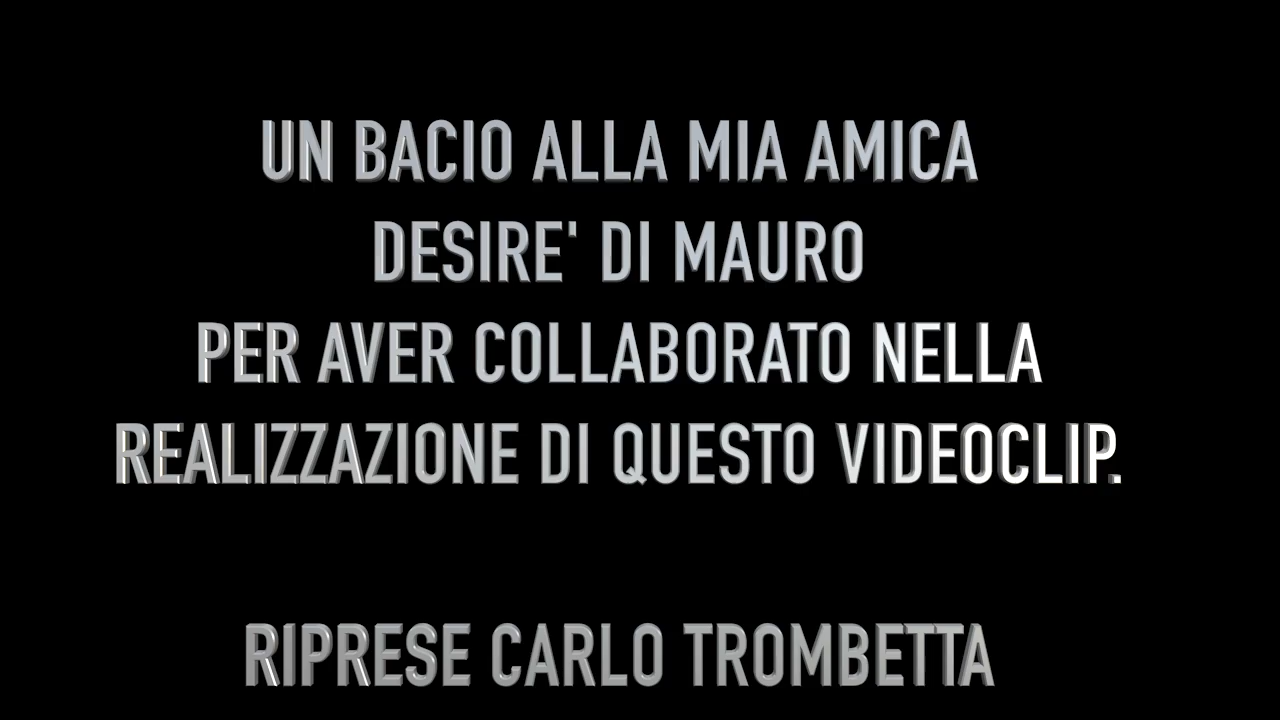 UN BACIO ALLA MIA AMICA
DESIRE' DI MAURO
PER AVER COLLABORATO NELLA
REALIZZAZIONE DI QUESTO VIDEOCLIP.
RIPRESE CARLO TROMBETTA